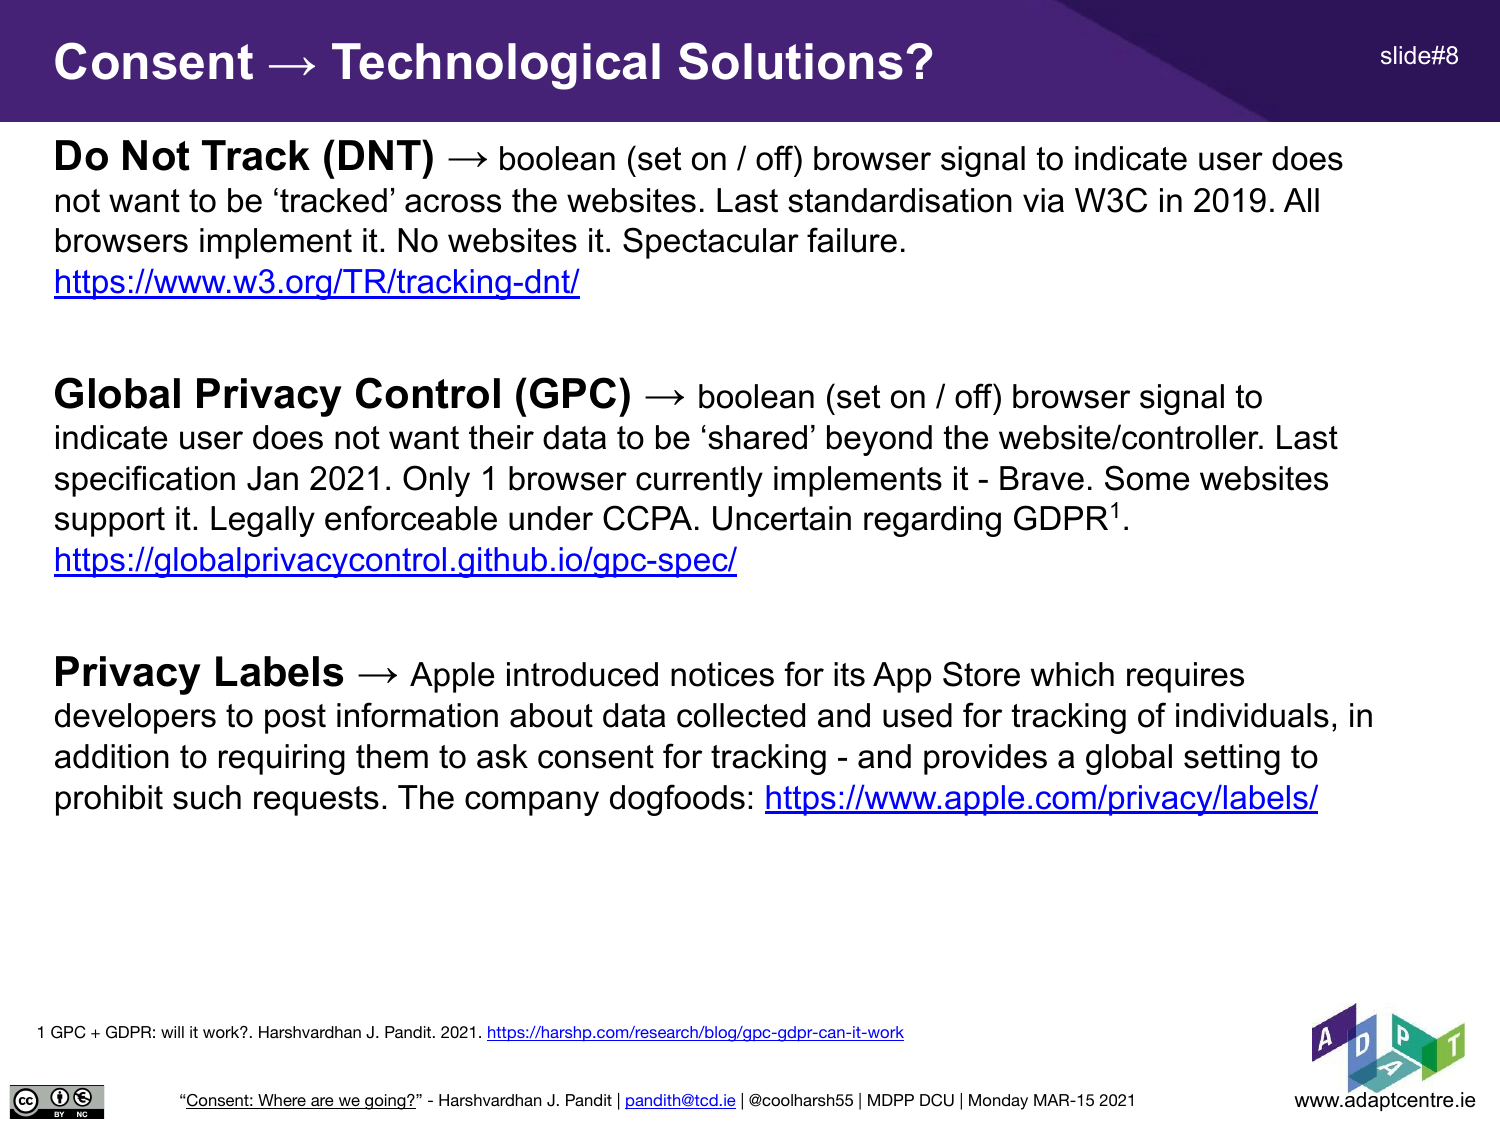 Consent → Technological Solutions?
slide#8
Do Not Track (DNT) → boolean (set on / off) browser signal to indicate user does
not want to be ‘tracked’ across the websites. Last standardisation via W3C in 2019. All
browsers implement it. No websites it. Spectacular failure.
https://www.w3.org/TR/tracking-dnt/
Global Privacy Control (GPC) → boolean (set on / off) browser signal to
indicate user does not want their data to be ‘shared’ beyond the website/controller. Last
specification Jan 2021. Only 1 browser currently implements it - Brave. Some websites
support it. Legally enforceable under CCPA. Uncertain regarding GDPR¹.
https://globalprivacycontrol.github.io/gpc-spec/
Privacy Labels → Apple introduced notices for its App Store which requires
developers to post information about data collected and used for tracking of individuals, in
addition to requiring them to ask consent for tracking - and provides a global setting to
prohibit such requests. The company dogfoods: https://www.apple.com/privacy/labels/
1 GPC + GDPR: will it work?. Harshvardhan J. Pandit. 2021. https://harshp.com/research/blog/gpc-gdpr-can-it-work
ADAPT
cc BY NC
“Consent: Where are we going?” - Harshvardhan J. Pandit | pandith@tcd.ie | @coolharsh55 | MDPP DCU | Monday MAR-15 2021
www.adaptcentre.ie